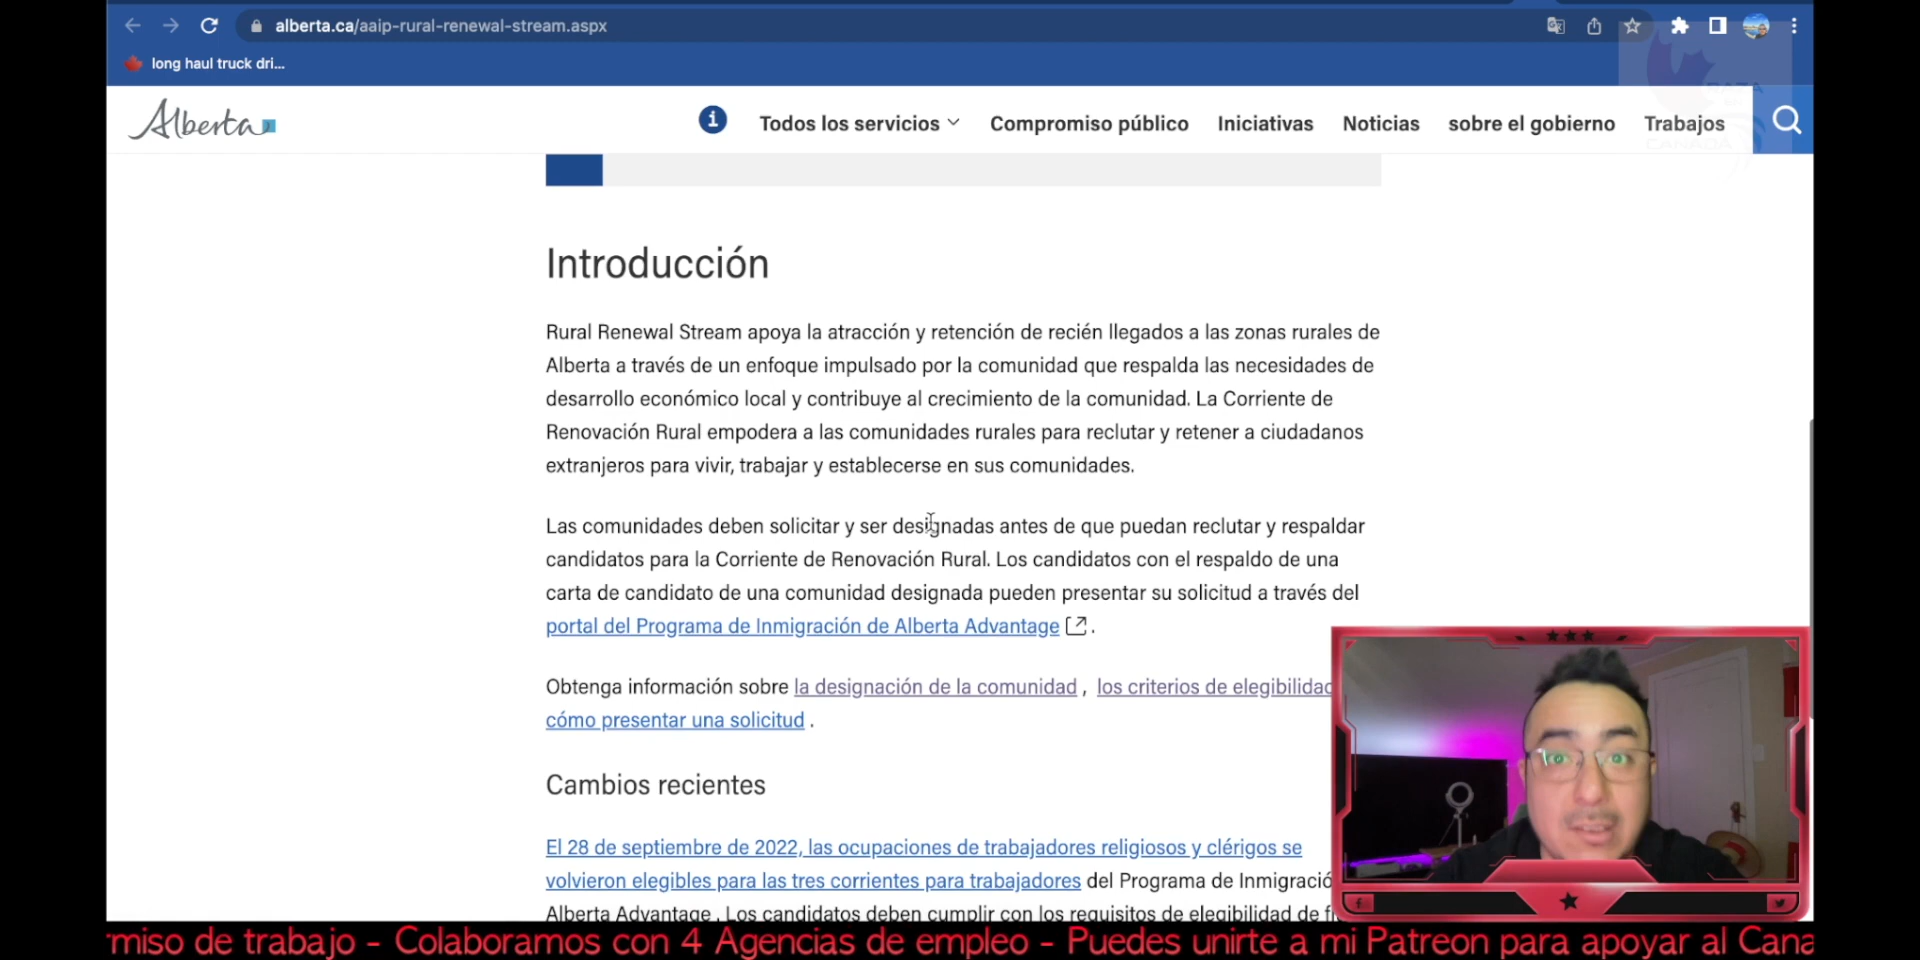 alberta.ca/aaip-rural-renewal-stream.aspx
long haul truck dri...
Alberta
Todos los servicios
Compromiso público
Iniciativas
Noticias
sobre el gobierno
Trabajos
CANADA
Introducción
Rural Renewal Stream apoya la atracción y retención de recién llegados a las zonas rurales de
Alberta a través de un enfoque impulsado por la comunidad que respalda las necesidades de
desarrollo económico local y contribuye al crecimiento de la comunidad. La Corriente de
Renovación Rural empodera a las comunidades rurales para reclutar y retener a ciudadanos
extranjeros para vivir, trabajar y establecerse en sus comunidades.
Las comunidades deben solicitar y ser designadas antes de que puedan reclutar y respaldar
candidatos para la Corriente de Renovación Rural. Los candidatos con el respaldo de una
carta de candidato de una comunidad designada pueden presentar su solicitud a través del
portal del Programa de Inmigración de Alberta Advantage .
Obtenga información sobre la designación de la comunidad , los criterios de elegibilidad
cómo presentar una solicitud .
Cambios recientes
El 28 de septiembre de 2022, las ocupaciones de trabajadores religiosos y clérigos se
volvieron elegibles para las tres corrientes para trabajadores del Programa de Inmigració
Alberta Advantage . Los candidatos deben cumplir con los requisitos de elegibilidad de
rmiso de trabajo - Colaboramos con 4 Agencias de empleo - Puedes unirte a mi Patreon para apoyar al Cana